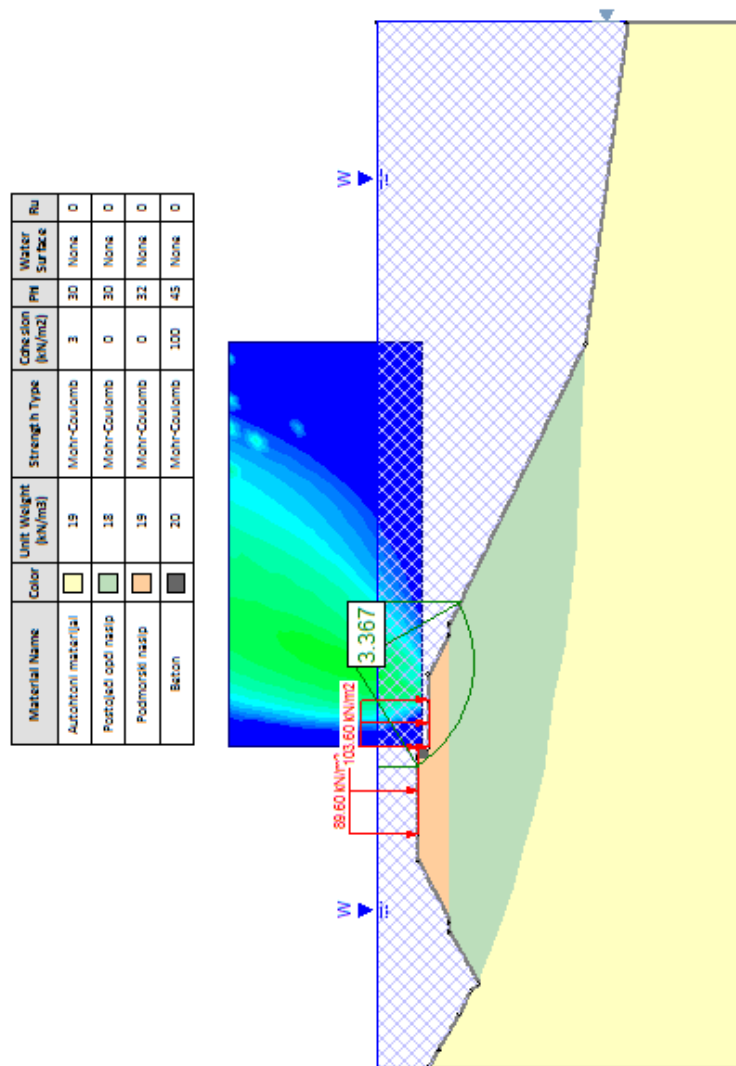 Material Name Color Unit Weight (kN/m3) Strength Type Cohesion (kN/m2) Phi Water Surface Ru
Autohtoni materijal 19 Mohr-Coulomb 3 30 None 0
Postojeći opći nasip 18 Mohr-Coulomb 0 30 None 0
Podmorski nasip 19 Mohr-Coulomb 0 32 None 0
Beton 20 Mohr-Coulomb 100 45 None 0
W
W
3.367
89.60 kN/m2
103.60 kN/m2